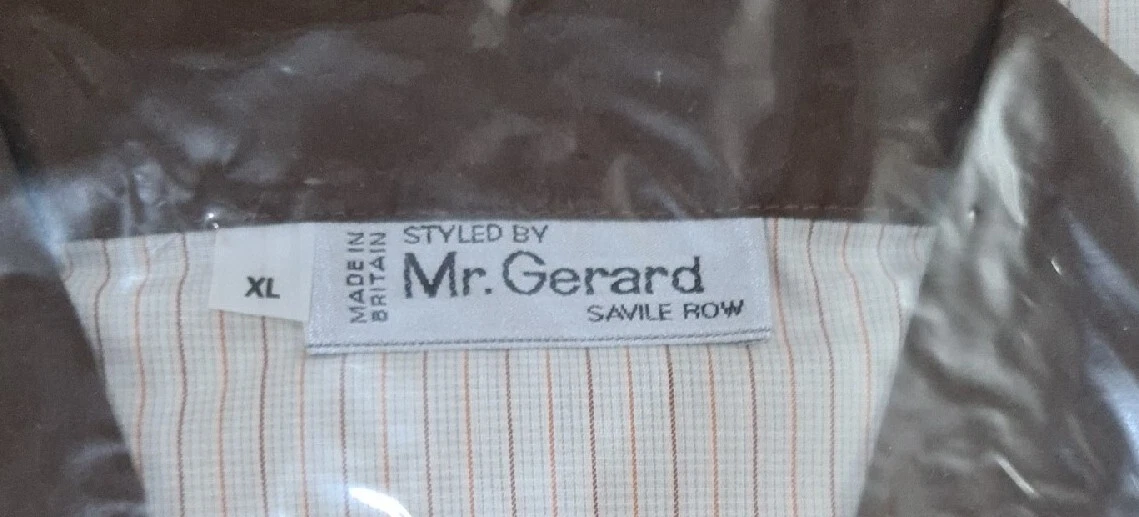 XL
MADE IN
BRITAIN
STYLED BY
Mr. Gerard
SAVILE ROW